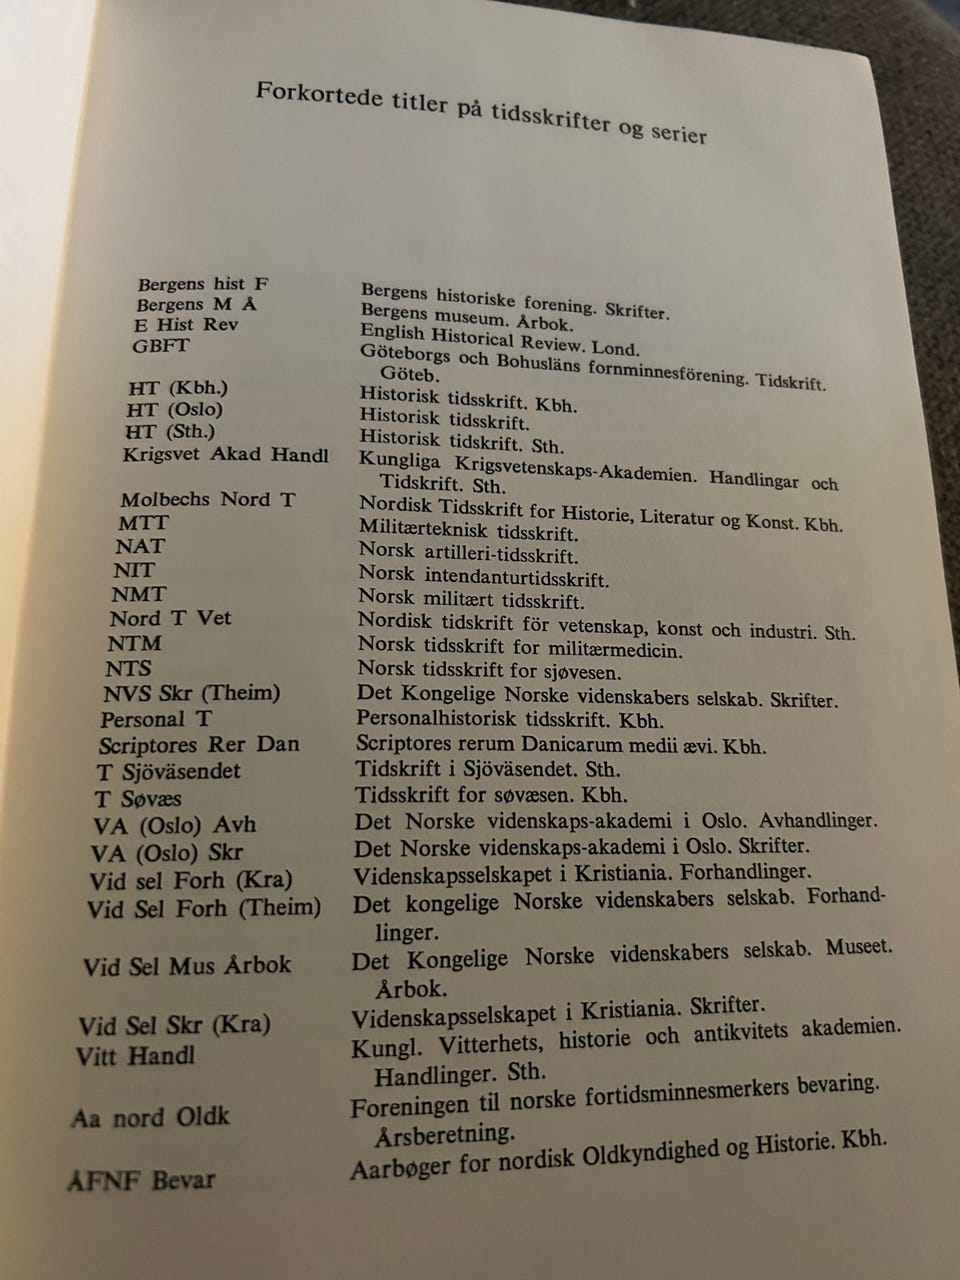 Forkortede titler på tidsskrifter og serier
Bergens hist F Bergens historiske forening. Skrifter.
Bergens M Å Bergens museum. Årbok.
E Hist Rev English Historical Review. Lond.
GBFT Göteborgs och Bohusläns fornminnesförening. Tidskrift.
Göteb.
HT (Kbh.) Historisk tidsskrift. Kbh.
HT (Oslo) Historisk tidsskrift.
HT (Sth.) Historisk tidskrift. Sth.
Krigsvet Akad Handl Kungliga Krigsvetenskaps-Akademien. Handlingar och
Tidskrift. Sth.
Molbechs Nord T Nordisk Tidsskrift for Historie, Literatur og Konst. Kbh.
MTT Militærteknisk tidsskrift.
NAT Norsk artilleri-tidsskrift.
NIT Norsk intendanturtidsskrift.
NMT Norsk militært tidsskrift.
Nord T Vet Nordisk tidskrift för vetenskap, konst och industri. Sth.
NTM Norsk tidsskrift for militærmedicin.
NTS Norsk tidsskrift for sjøvesen.
NVS Skr (Theim) Det Kongelige Norske videnskabers selskab. Skrifter.
Personal T Personalhistorisk tidsskrift. Kbh.
Scriptores Rer Dan Scriptores rerum Danicarum medii ævi. Kbh.
T Sjöväsendet Tidskrift i Sjöväsendet. Sth.
T Søvæs Tidsskrift for søvæsen. Kbh.
VA (Oslo) Avh Det Norske videnskaps-akademi i Oslo. Avhandlinger.
VA (Oslo) Skr Det Norske videnskaps-akademi i Oslo. Skrifter.
Vid sel Forh (Kra) Videnskapsselskapet i Kristiania. Forhandlinger.
Vid Sel Forh (Theim) Det kongelige Norske videnskabers selskab. Forhand-
linger.
Vid Sel Mus Årbok Det Kongelige Norske videnskabers selskab. Museet.
Årbok.
Vid Sel Skr (Kra) Videnskapsselskapet i Kristiania. Skrifter.
Vitt Handl Kungl. Vitterhets, historie och antikvitets akademien.
Handlinger. Sth.
Aa nord Oldk Foreningen til norske fortidsminnesmerkers bevaring.
Årsberetning.
ÅFNF Bevar Aarbøger for nordisk Oldkyndighed og Historie. Kbh.